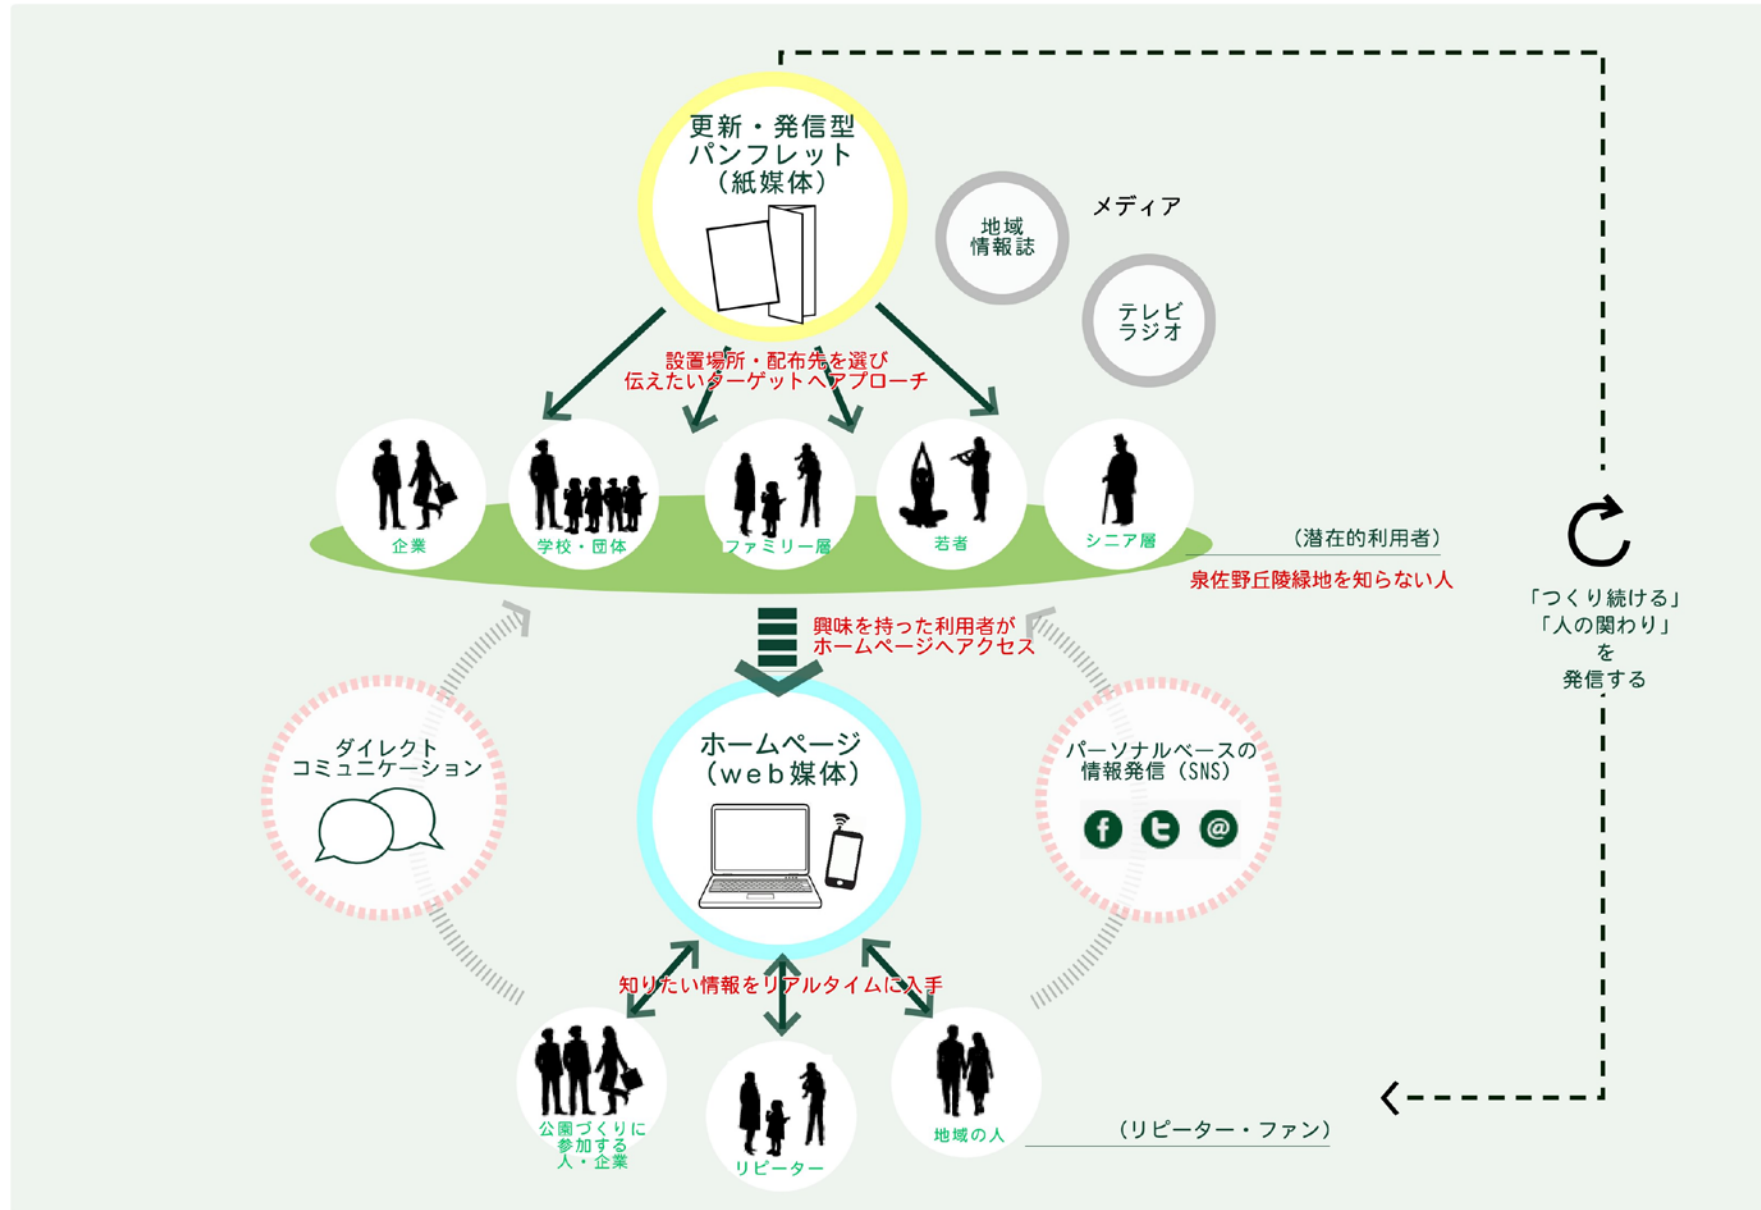 更新・発信型
パンフレット
（紙媒体）
地域
情報誌
メディア
テレビ
ラジオ
設置場所・配布先を選び
伝えたいターゲットへアプローチ
企業
学校・団体
ファミリー層
若者
シニア層
（潜在的利用者）
泉佐野丘陵緑地を知らない人
興味を持った利用者が
ホームページへアクセス
「つくり続ける」
「人の関わり」
を
発信する
ダイレクト
コミュニケーション
ホームページ
（web媒体）
パーソナルベースの
情報発信（SNS）
f t @
知りたい情報をリアルタイムに入手
公園づくりに
参加する
人・企業
リピーター
地域の人
（リピーター・ファン）